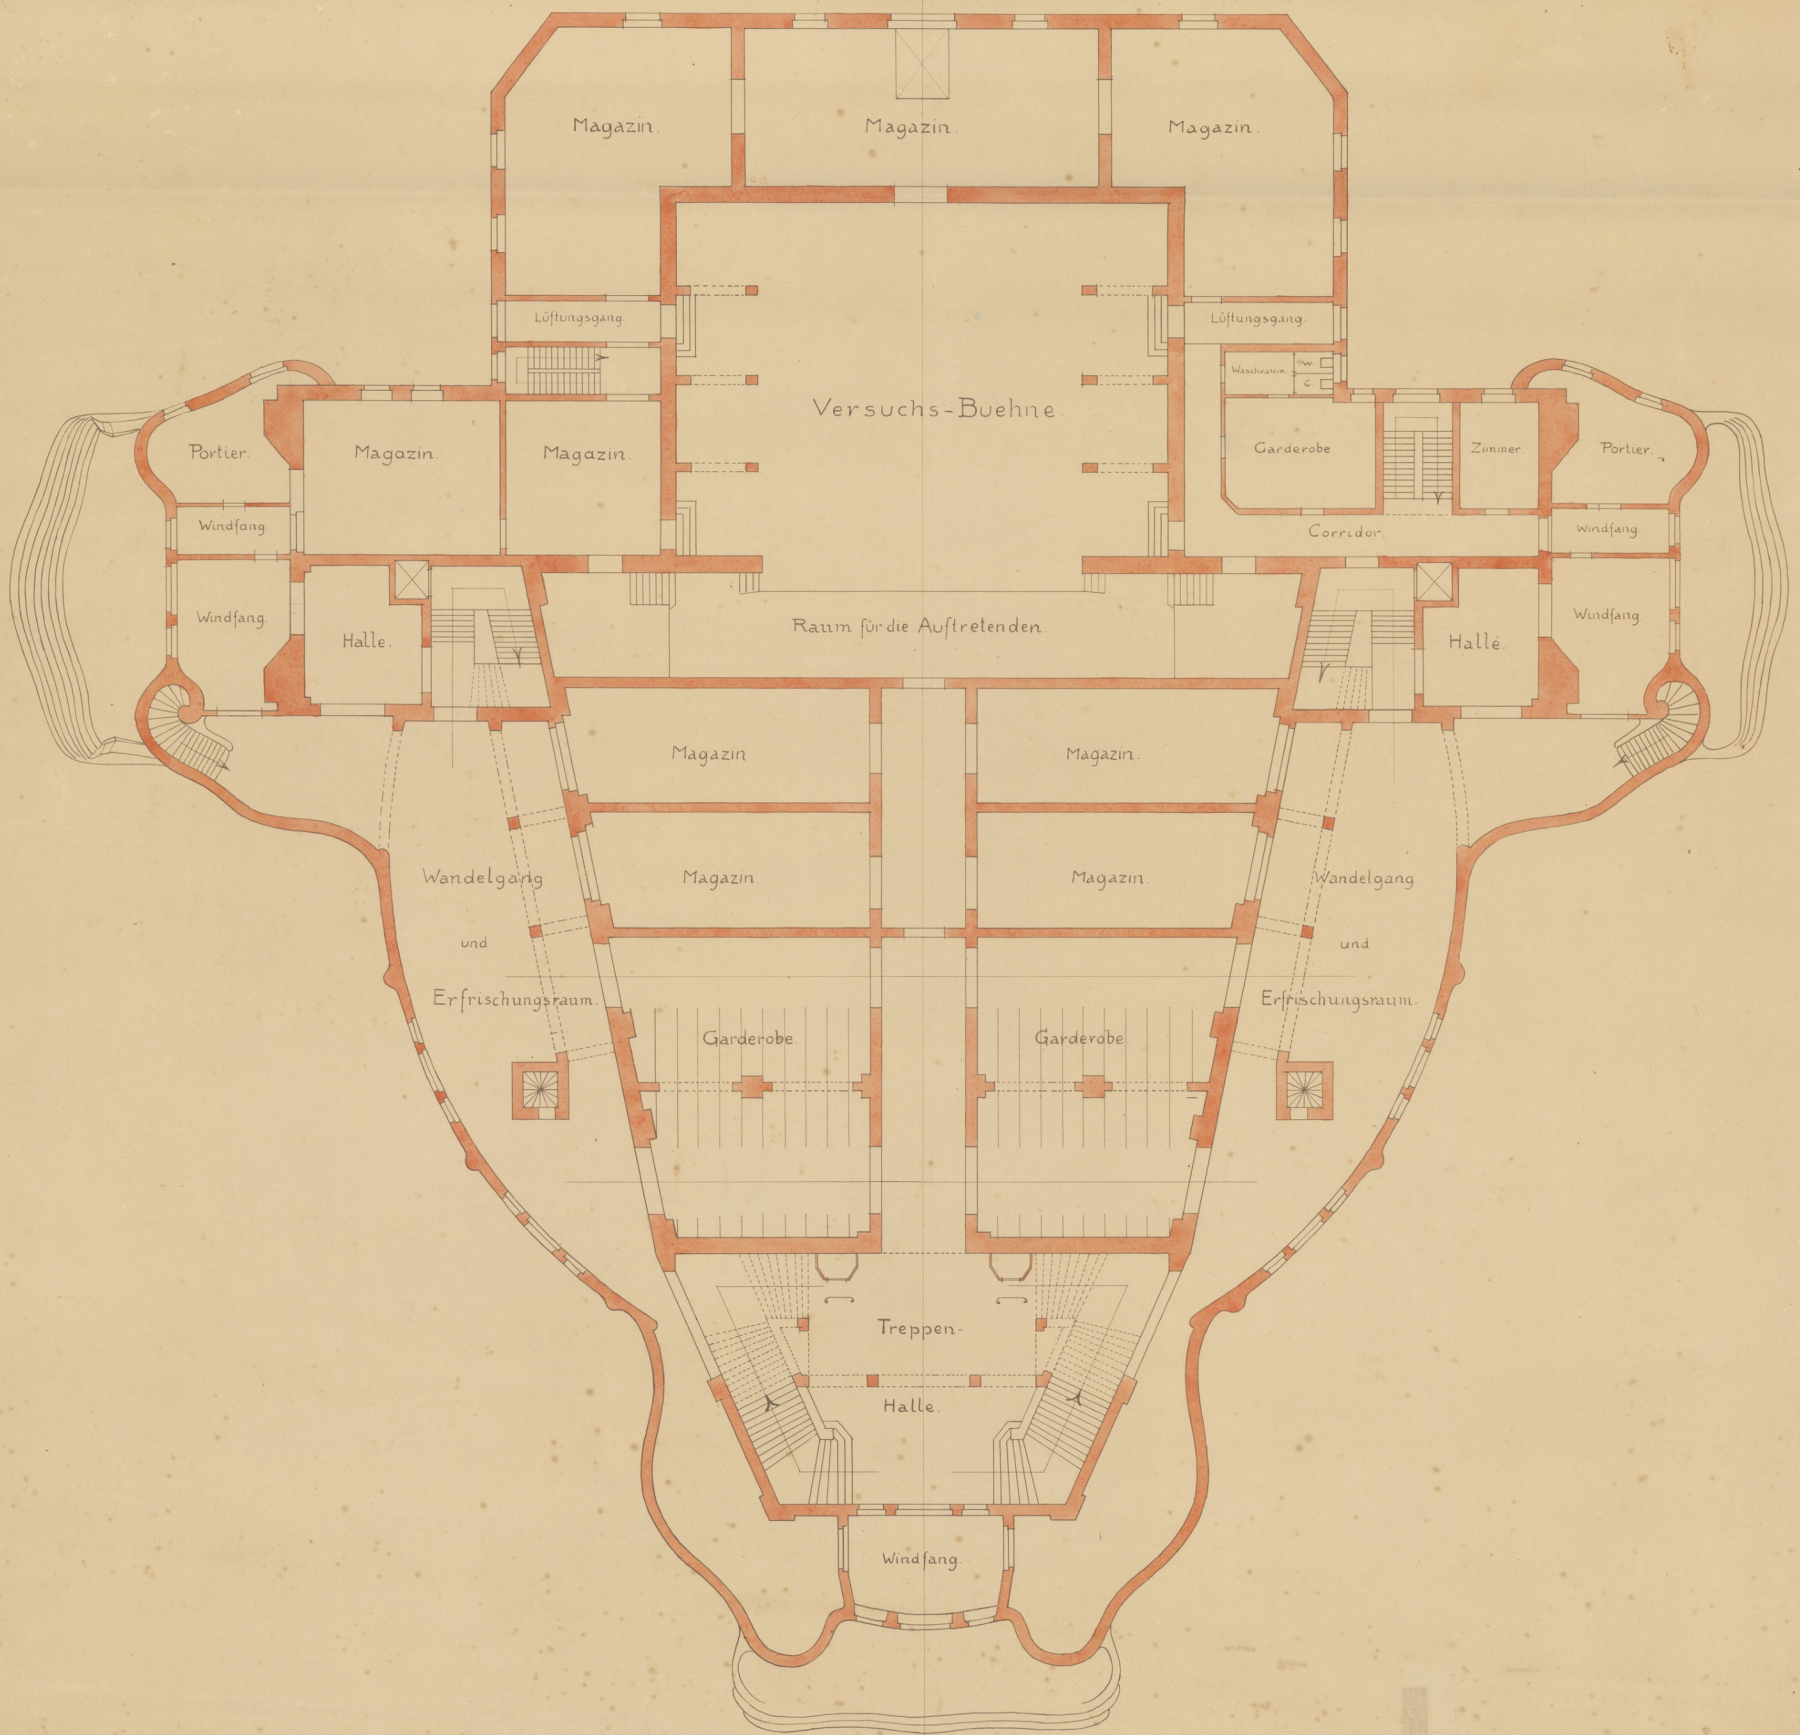 Magazin. Magazin. Magazin.
Lüftungsgang. Lüftungsgang.
Waschraum. W.
C.
Versuchs-Buehne.
Portier. Magazin. Magazin. Garderobe Zimmer. Portier.
Windfang. Corridor. Windfang.
Windfang. Halle. Raum für die Auftretenden. Halle. Windfang.
Magazin Magazin.
Wandelgang Magazin. Magazin. Wandelgang
und und
Erfrischungsraum. Erfrischungsraum.
Garderobe. Garderobe.
Treppen-
Halle.
Windfang.